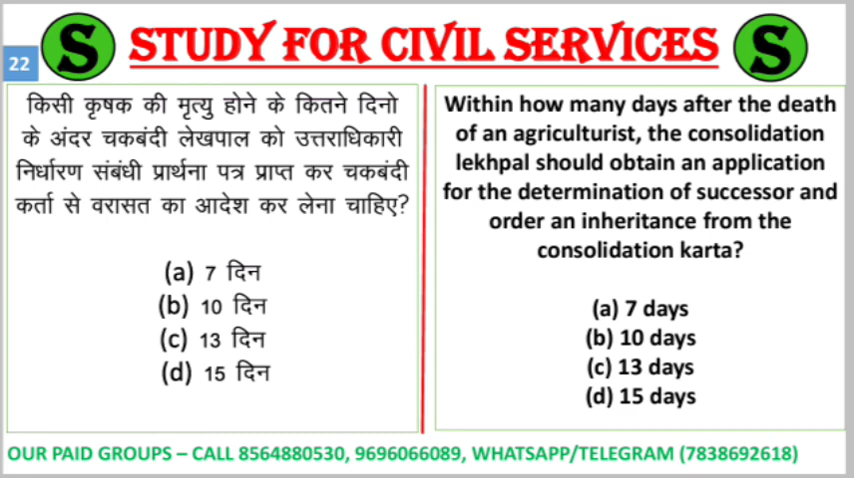 S STUDY FOR CIVIL SERVICES S
22
किसी कृषक की मृत्यु होने के कितने दिनो
के अंदर चकबंदी लेखपाल को उत्तराधिकारी
निर्धारण संबंधी प्रार्थना पत्र प्राप्त कर चकबंदी
कर्ता से वरासत का आदेश कर लेना चाहिए?
(a) 7 दिन
(b) 10 दिन
(c) 13 दिन
(d) 15 दिन
Within how many days after the death
of an agriculturist, the consolidation
lekhpal should obtain an application
for the determination of successor and
order an inheritance from the
consolidation karta?
(a) 7 days
(b) 10 days
(c) 13 days
(d) 15 days
OUR PAID GROUPS – CALL 8564880530, 9696066089, WHATSAPP/TELEGRAM (7838692618)